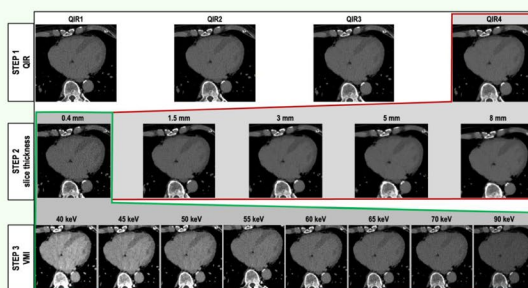 QIR1 QIR2 QIR3 QIR4
STEP 1
QIR
0.4 mm 1.5 mm 3 mm 5 mm 8 mm
STEP 2
slice thickness
40 keV 45 keV 50 keV 55 keV 60 keV 65 keV 70 keV 90 keV
STEP 3
VMI